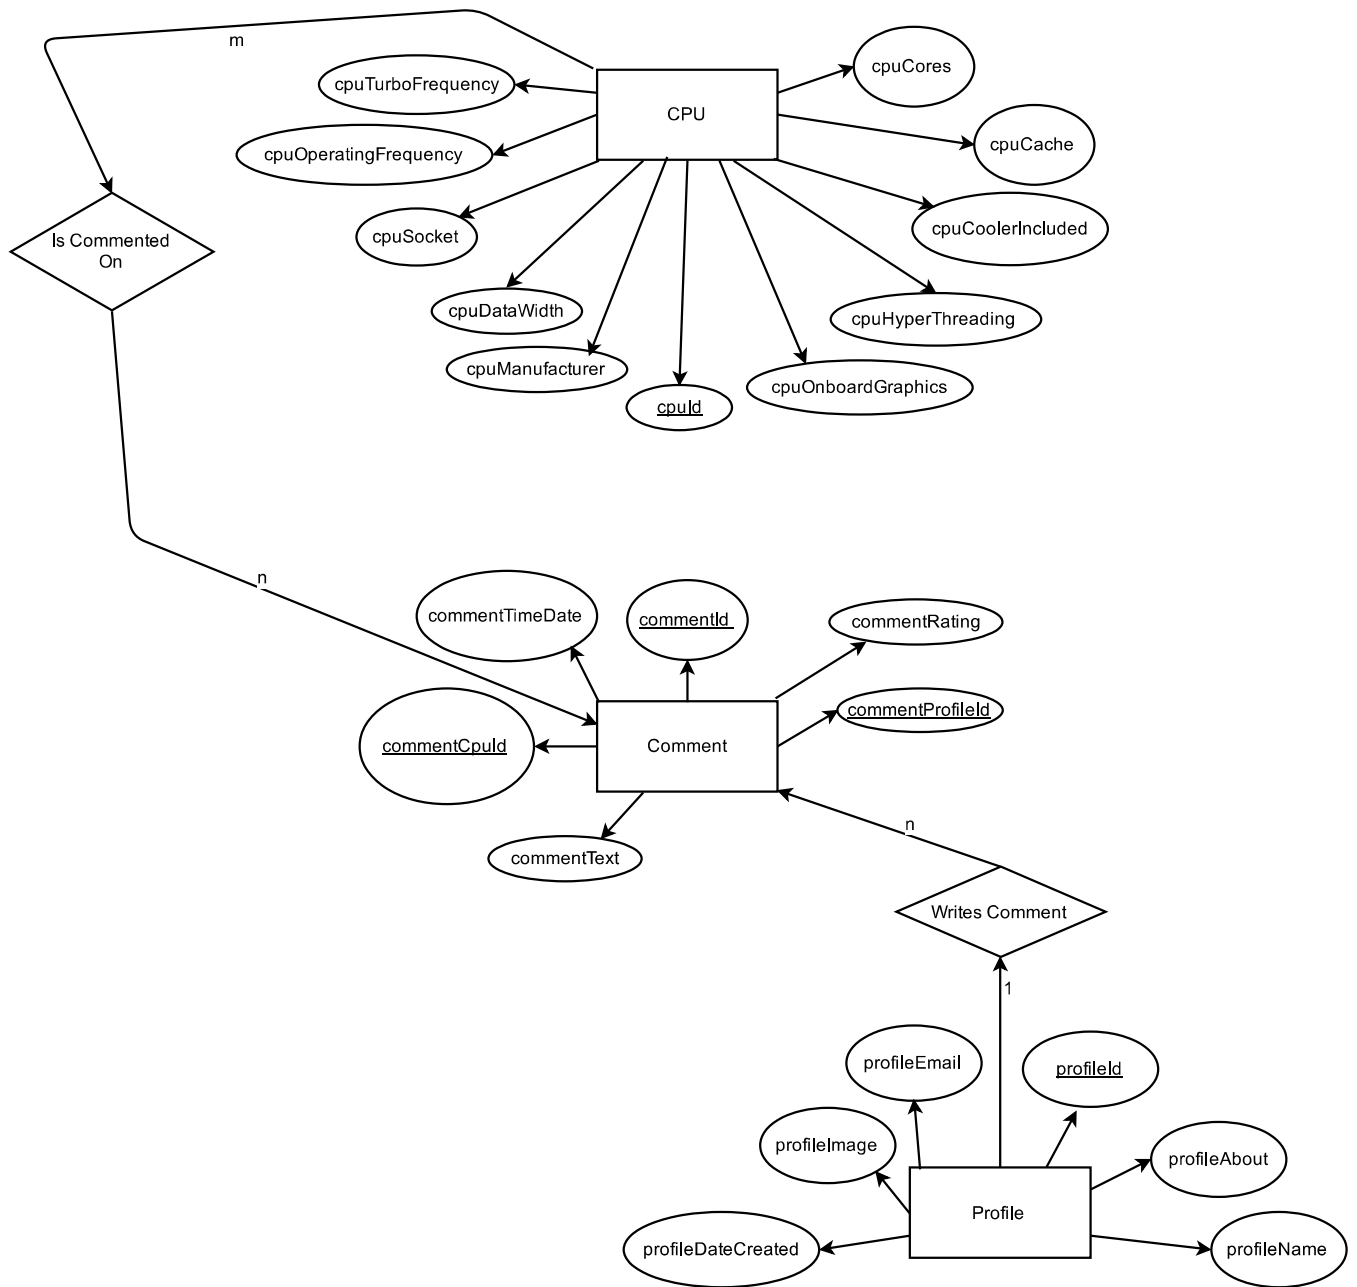 m
cpuTurboFrequency
CPU
cpuCores
cpuOperatingFrequency
cpuCache
cpuSocket
cpuCoolerIncluded
Is Commented
On
cpuDataWidth
cpuHyperThreading
cpuManufacturer
cpuOnboardGraphics
cpuId
n
commentTimeDate
commentId
commentRating
commentProfileId
commentCpuId
Comment
commentText
n
Writes Comment
1
profileEmail
profileId
profileImage
profileAbout
Profile
profileDateCreated
profileName